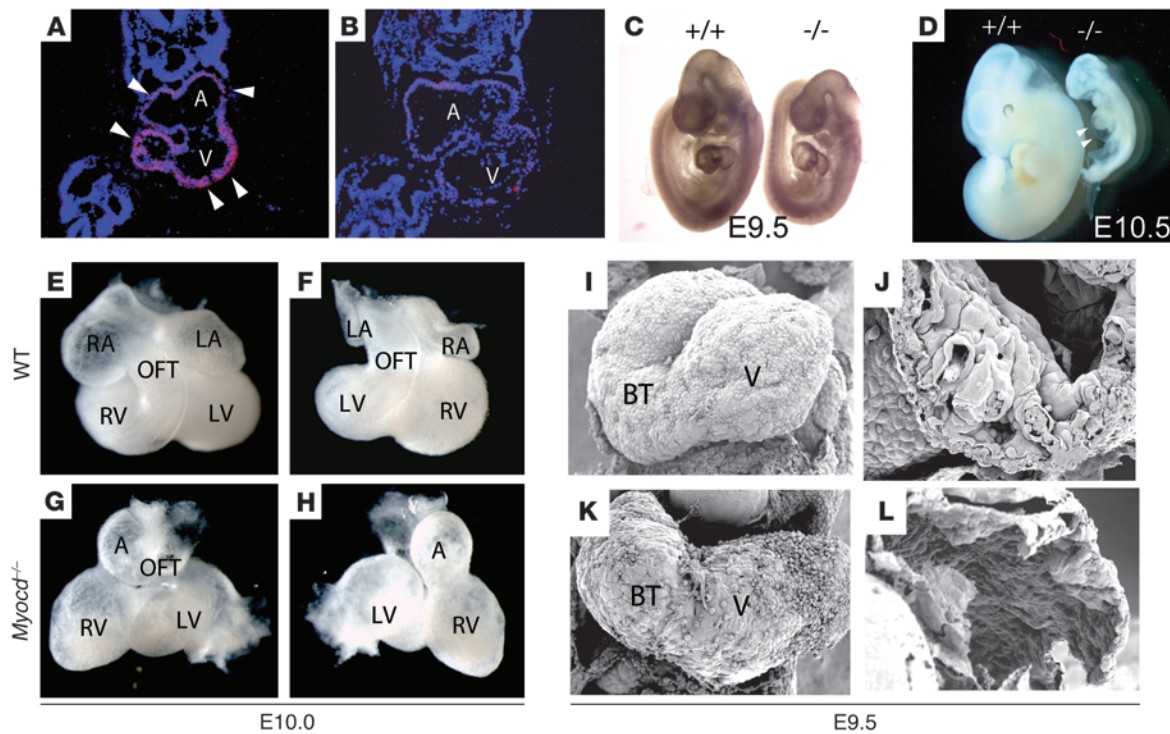 A
A
V
B
A
V
C
+/+ -/-
E9.5
D
+/+ -/-
E10.5
WT
E
RA LA
OFT
RV LV
F
LA RA
OFT
LV RV
I
BT V
J
Myocd-/-
G
A
OFT
RV LV
H
A
LV RV
K
BT V
L
E10.0
E9.5